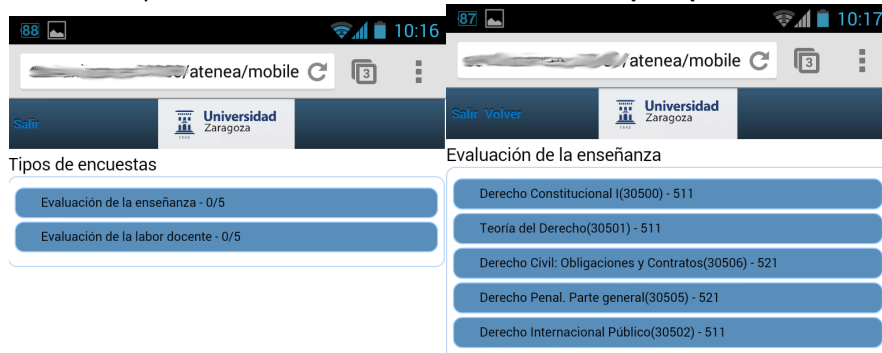 88
10:16
/atenea/mobile
3
Salir
Universidad
Zaragoza
1542
Tipos de encuestas
Evaluación de la enseñanza - 0/5
Evaluación de la labor docente - 0/5
87
10:17
/atenea/mobile
3
Salir Volver
Universidad
Zaragoza
1542
Evaluación de la enseñanza
Derecho Constitucional I(30500) - 511
Teoría del Derecho(30501) - 511
Derecho Civil: Obligaciones y Contratos(30506) - 521
Derecho Penal. Parte general(30505) - 521
Derecho Internacional Público(30502) - 511